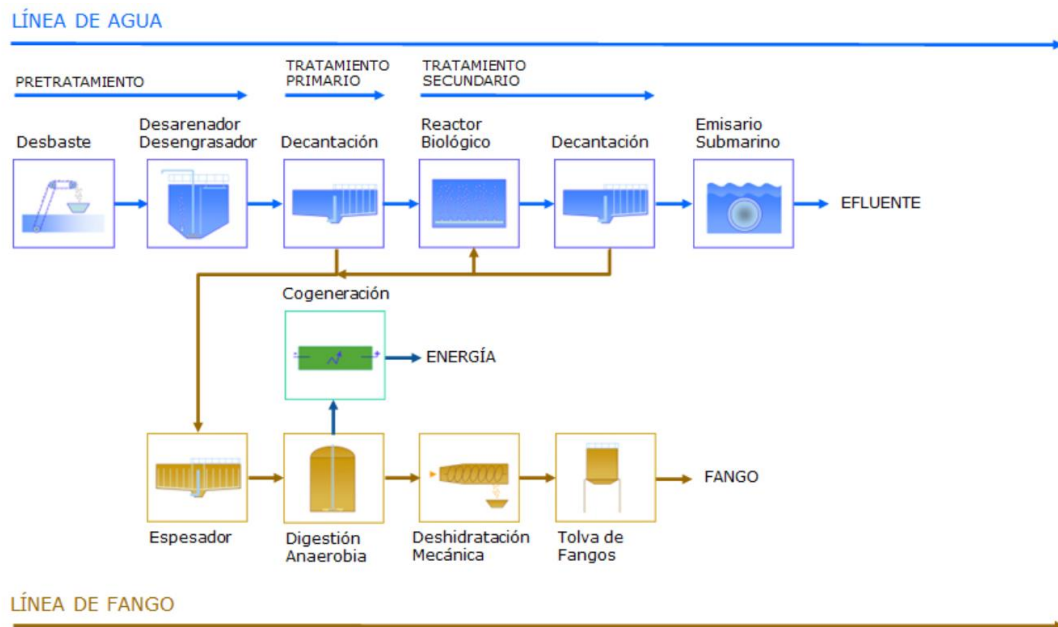 LÍNEA DE AGUA
PRETRATAMIENTO
TRATAMIENTO
PRIMARIO
TRATAMIENTO
SECUNDARIO
Desbaste
Desarenador
Desengrasador
Decantación
Reactor
Biológico
Decantación
Emisario
Submarino
EFLUENTE
Cogeneración
ENERGÍA
Espesador
Digestión
Anaerobia
Deshidratación
Mecánica
Tolva de
Fangos
FANGO
LÍNEA DE FANGO